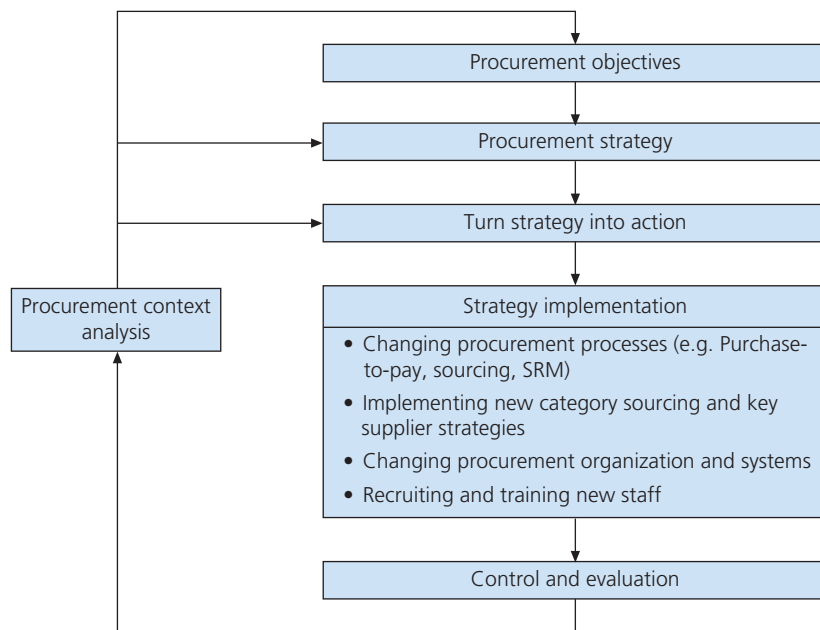 Procurement objectives
Procurement strategy
Turn strategy into action
Procurement context
analysis
Strategy implementation
• Changing procurement processes (e.g. Purchase-
to-pay, sourcing, SRM)
• Implementing new category sourcing and key
supplier strategies
• Changing procurement organization and systems
• Recruiting and training new staff
Control and evaluation